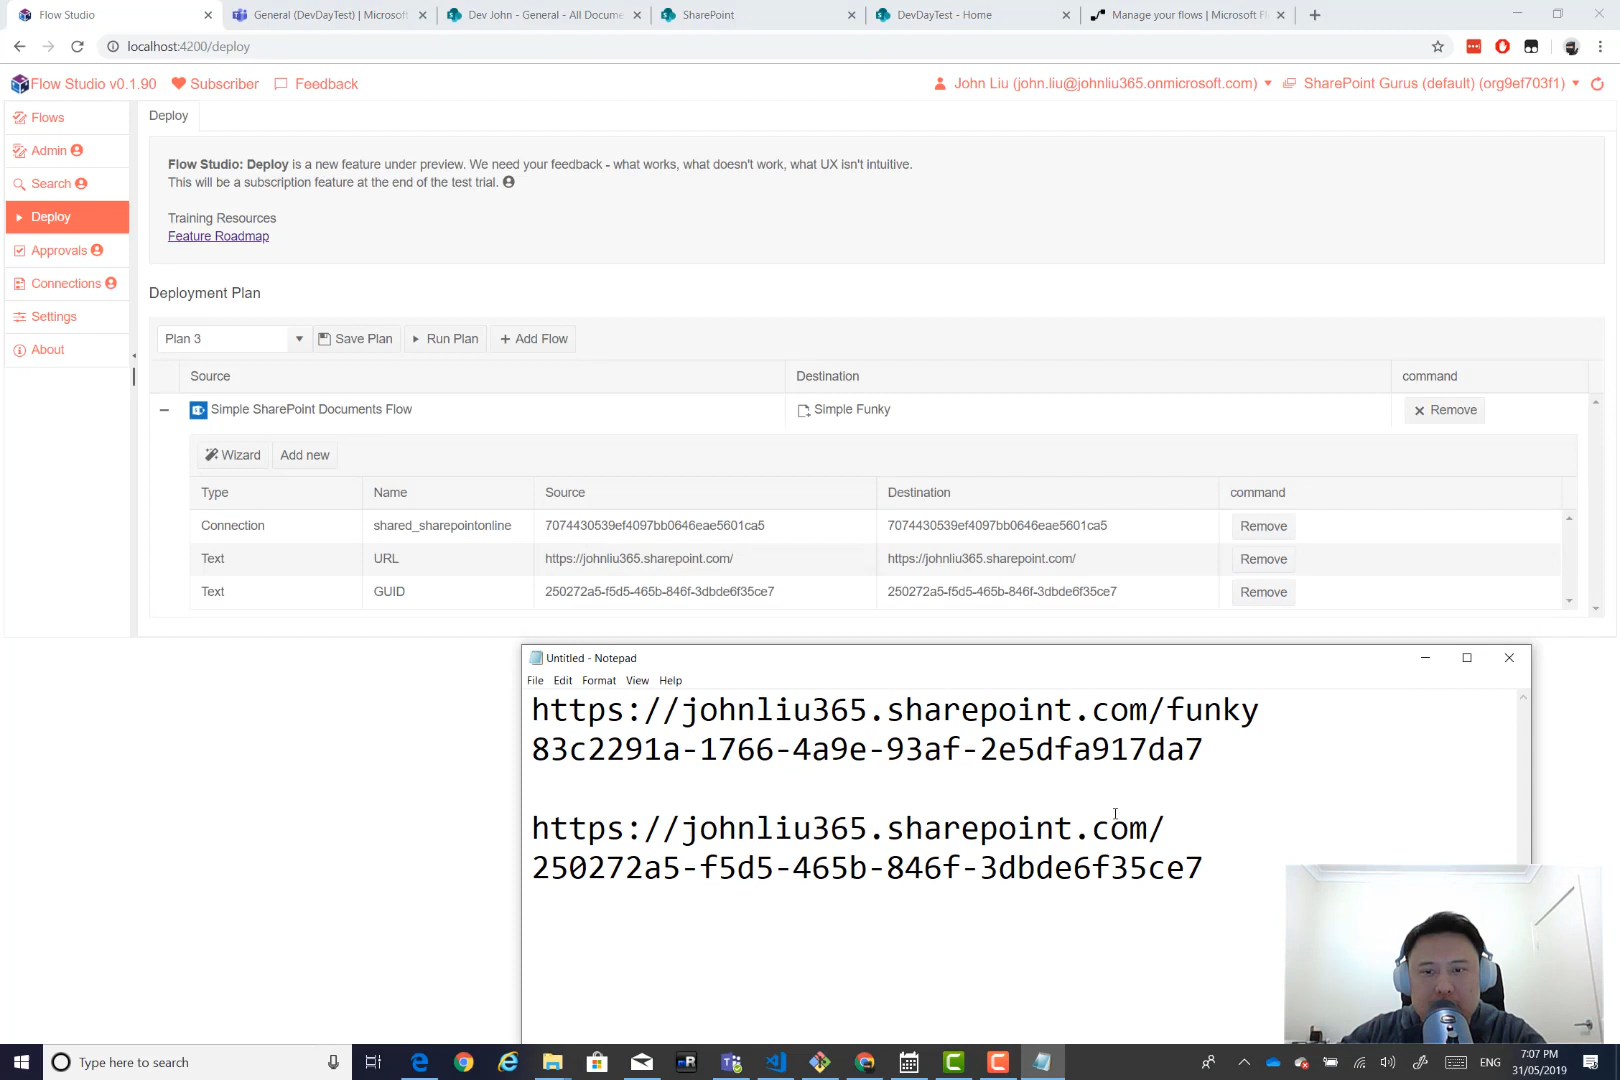 Flow Studio
General (DevDayTest) | Microsoft
Dev John - General - All Docume
SharePoint
DevDayTest - Home
Manage your flows | Microsoft Fl
localhost:4200/deploy
Flow Studio v0.1.90
Subscriber
Feedback
John Liu (john.liu@johnliu365.onmicrosoft.com)
SharePoint Gurus (default) (org9ef703f1)
Flows
Admin
Search
Deploy
Approvals
Connections
Settings
About
Deploy
Flow Studio: Deploy is a new feature under preview. We need your feedback - what works, what doesn't work, what UX isn't intuitive.
This will be a subscription feature at the end of the test trial.
Training Resources
Feature Roadmap
Deployment Plan
Plan 3
Save Plan
Run Plan
+ Add Flow
Source
Destination
command
Simple SharePoint Documents Flow
Simple Funky
Remove
Wizard
Add new
Type
Name
Source
Destination
command
Connection
shared_sharepointonline
7074430539ef4097bb0646eae5601ca5
7074430539ef4097bb0646eae5601ca5
Remove
Text
URL
https://johnliu365.sharepoint.com/
https://johnliu365.sharepoint.com/
Remove
Text
GUID
250272a5-f5d5-465b-846f-3dbde6f35ce7
250272a5-f5d5-465b-846f-3dbde6f35ce7
Remove
Untitled - Notepad
File Edit Format View Help
https://johnliu365.sharepoint.com/funky
83c2291a-1766-4a9e-93af-2e5dfa917da7
https://johnliu365.sharepoint.com/
250272a5-f5d5-465b-846f-3dbde6f35ce7
Type here to search
ENG
7:07 PM
31/05/2019